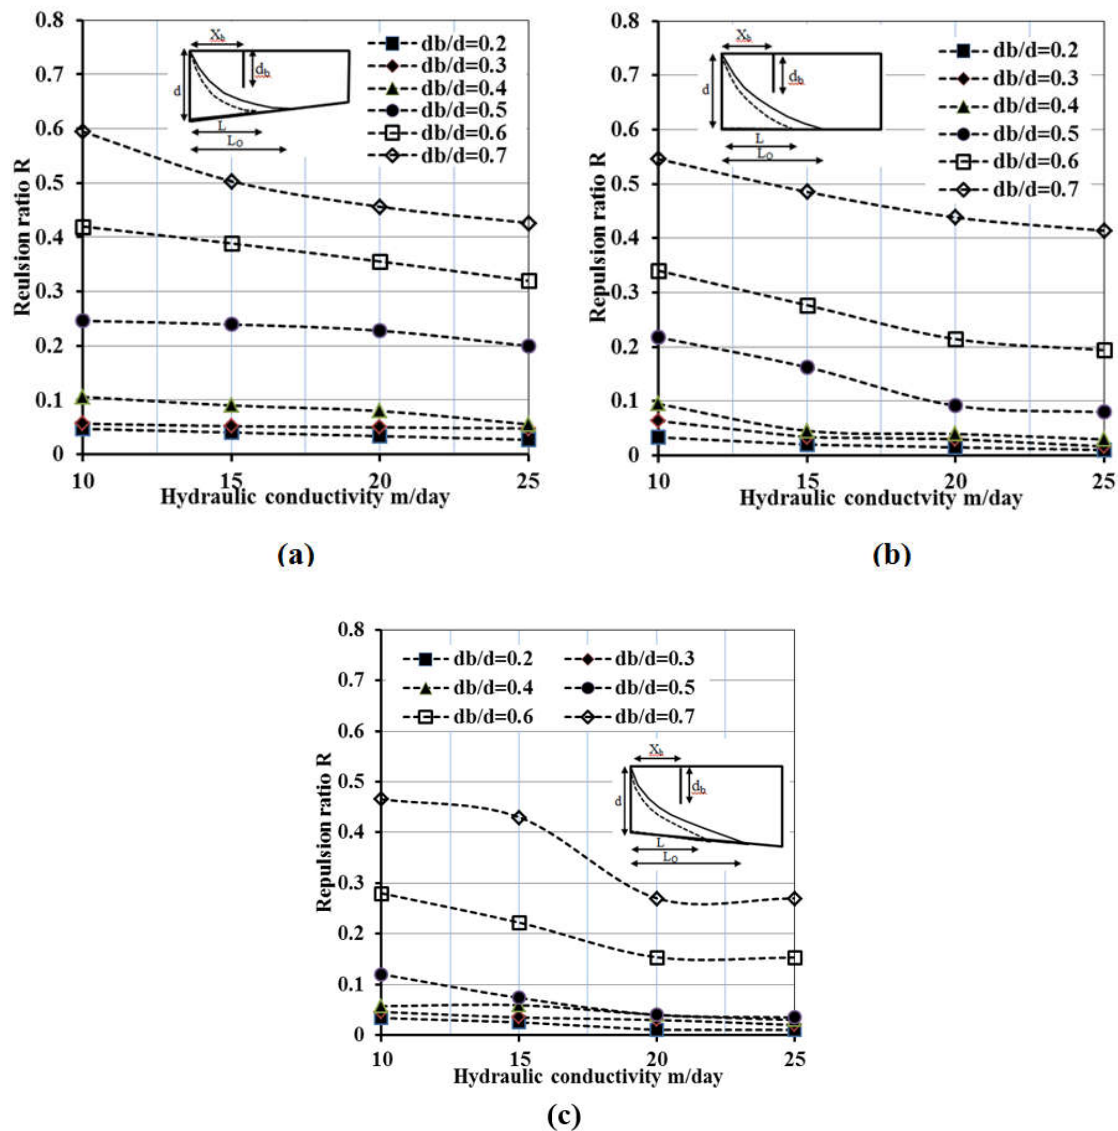 0.8
0.7
0.6
0.5
0.4
0.3
0.2
0.1
0
Reulsion ratio R
10 15 20 25
Hydraulic conductivity m/day
db/d=0.2
db/d=0.3
db/d=0.4
db/d=0.5
db/d=0.6
db/d=0.7
Xb
db
d
L
LO
(a)
0.8
0.7
0.6
0.5
0.4
0.3
0.2
0.1
0
Repulsion ratio R
10 15 20 25
Hydraulic conductvity m/day
db/d=0.2
db/d=0.3
db/d=0.4
db/d=0.5
db/d=0.6
db/d=0.7
Xb
db
d
L
LO
(b)
0.8
0.7
0.6
0.5
0.4
0.3
0.2
0.1
0
Repulsion ratio R
10 15 20 25
Hydraulic conductivity m/day
db/d=0.2 db/d=0.3
db/d=0.4 db/d=0.5
db/d=0.6 db/d=0.7
Xb
db
d
L
LO
(c)